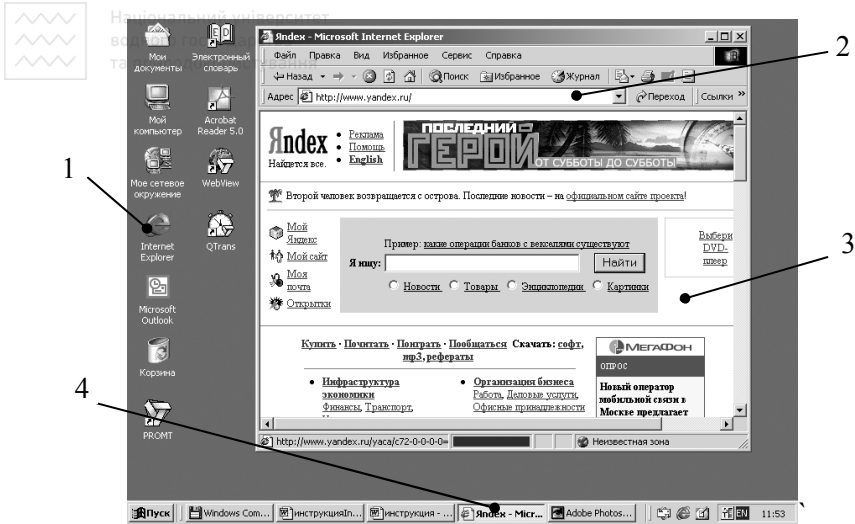 Національний університет
водного господарства
та природокористування
Мои документы
Электронный словарь
Мой компьютер
Acrobat Reader 5.0
Мое сетевое окружение
WebView
Internet Explorer
QTrans
Microsoft Outlook
Корзина
PROMT
1
2
3
4
Яndex - Microsoft Internet Explorer
Файл Правка Вид Избранное Сервис Справка
Назад Поиск Избранное Журнал
Адрес http://www.yandex.ru/ Переход Ссылки »
Яndex
Найдется все.
• Реклама
• Помощь
• English
ПОСЛЕДНИЙ
ГЕРОЙ
ОТ СУББОТЫ ДО СУББОТЫ
Второй человек возвращается с острова. Последние новости – на официальном сайте проекта!
Мой Яндекс
Мой сайт
Моя почта
Открытки
Пример: какие операции банков с векселями существуют
Я ищу: Найти
Новости Товары Энциклопедии Картинки
Выбери DVD-плеер
Купить · Почитать · Поиграть · Пообщаться Скачать: софт, mp3, рефераты
• Инфраструктура экономики
Финансы, Транспорт,
• Организация бизнеса
Работа, Деловые услуги,
Офисные принадлежности
МЕГАФОН
ОПРОС
Новый оператор
мобильной связи в
Москве предлагает
http://www.yandex.ru/yaca/c72-0-0-0-0= Неизвестная зона
Пуск Windows Com... инструкцияIn... инструкция - ... Яndex - Micr... Adobe Photos... EN 11:53